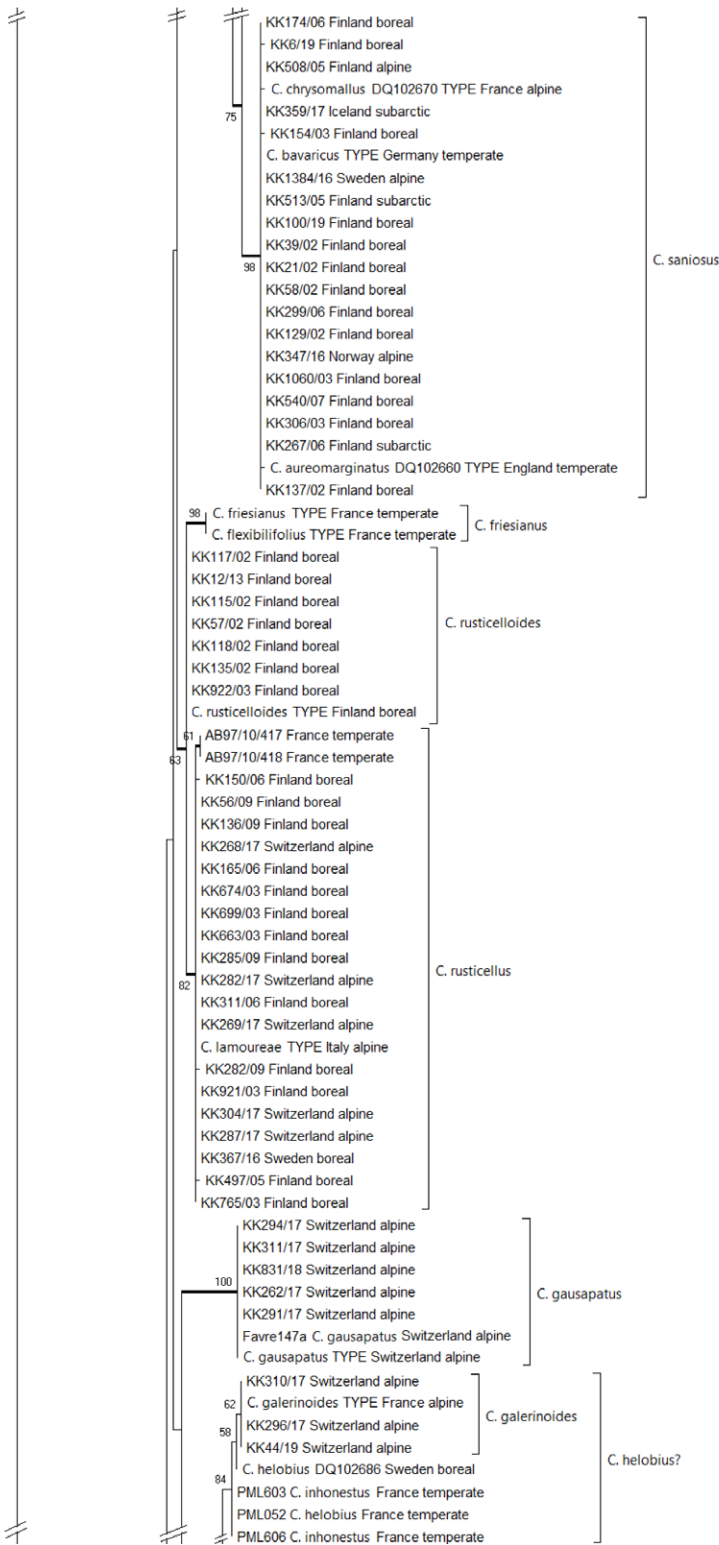 KK174/06 Finland boreal
KK6/19 Finland boreal
KK508/05 Finland alpine
C. chrysomallus DQ102670 TYPE France alpine
75
KK359/17 Iceland subarctic
KK154/03 Finland boreal
C. bavaricus TYPE Germany temperate
KK1384/16 Sweden alpine
KK513/05 Finland subarctic
KK100/19 Finland boreal
KK39/02 Finland boreal
C. saniosus
98
KK21/02 Finland boreal
KK58/02 Finland boreal
KK299/06 Finland boreal
KK129/02 Finland boreal
KK347/16 Norway alpine
KK1060/03 Finland boreal
KK540/07 Finland boreal
KK306/03 Finland boreal
KK267/06 Finland subarctic
C. aureomarginatus DQ102660 TYPE England temperate
KK137/02 Finland boreal
98
C. friesianus TYPE France temperate
C. friesianus
C. flexibilifolius TYPE France temperate
KK117/02 Finland boreal
KK12/13 Finland boreal
KK115/02 Finland boreal
KK57/02 Finland boreal
C. rusticelloides
KK118/02 Finland boreal
KK135/02 Finland boreal
KK922/03 Finland boreal
C. rusticelloides TYPE Finland boreal
61
AB97/10/417 France temperate
63
AB97/10/418 France temperate
KK150/06 Finland boreal
KK56/09 Finland boreal
KK136/09 Finland boreal
KK268/17 Switzerland alpine
KK165/06 Finland boreal
KK674/03 Finland boreal
KK699/03 Finland boreal
KK663/03 Finland boreal
KK285/09 Finland boreal
C. rusticellus
82
KK282/17 Switzerland alpine
KK311/06 Finland boreal
KK269/17 Switzerland alpine
C. lamoureae TYPE Italy alpine
KK282/09 Finland boreal
KK921/03 Finland boreal
KK304/17 Switzerland alpine
KK287/17 Switzerland alpine
KK367/16 Sweden boreal
KK497/05 Finland boreal
KK765/03 Finland boreal
KK294/17 Switzerland alpine
KK311/17 Switzerland alpine
KK831/18 Switzerland alpine
100
KK262/17 Switzerland alpine
C. gausapatus
KK291/17 Switzerland alpine
Favre147a C. gausapatus Switzerland alpine
C. gausapatus TYPE Switzerland alpine
KK310/17 Switzerland alpine
62
C. galerinoides TYPE France alpine
C. galerinoides
KK296/17 Switzerland alpine
58
KK44/19 Switzerland alpine
C. helobius?
C. helobius DQ102686 Sweden boreal
84
PML603 C. inhonestus France temperate
PML052 C. helobius France temperate
PML606 C. inhonestus France temperate